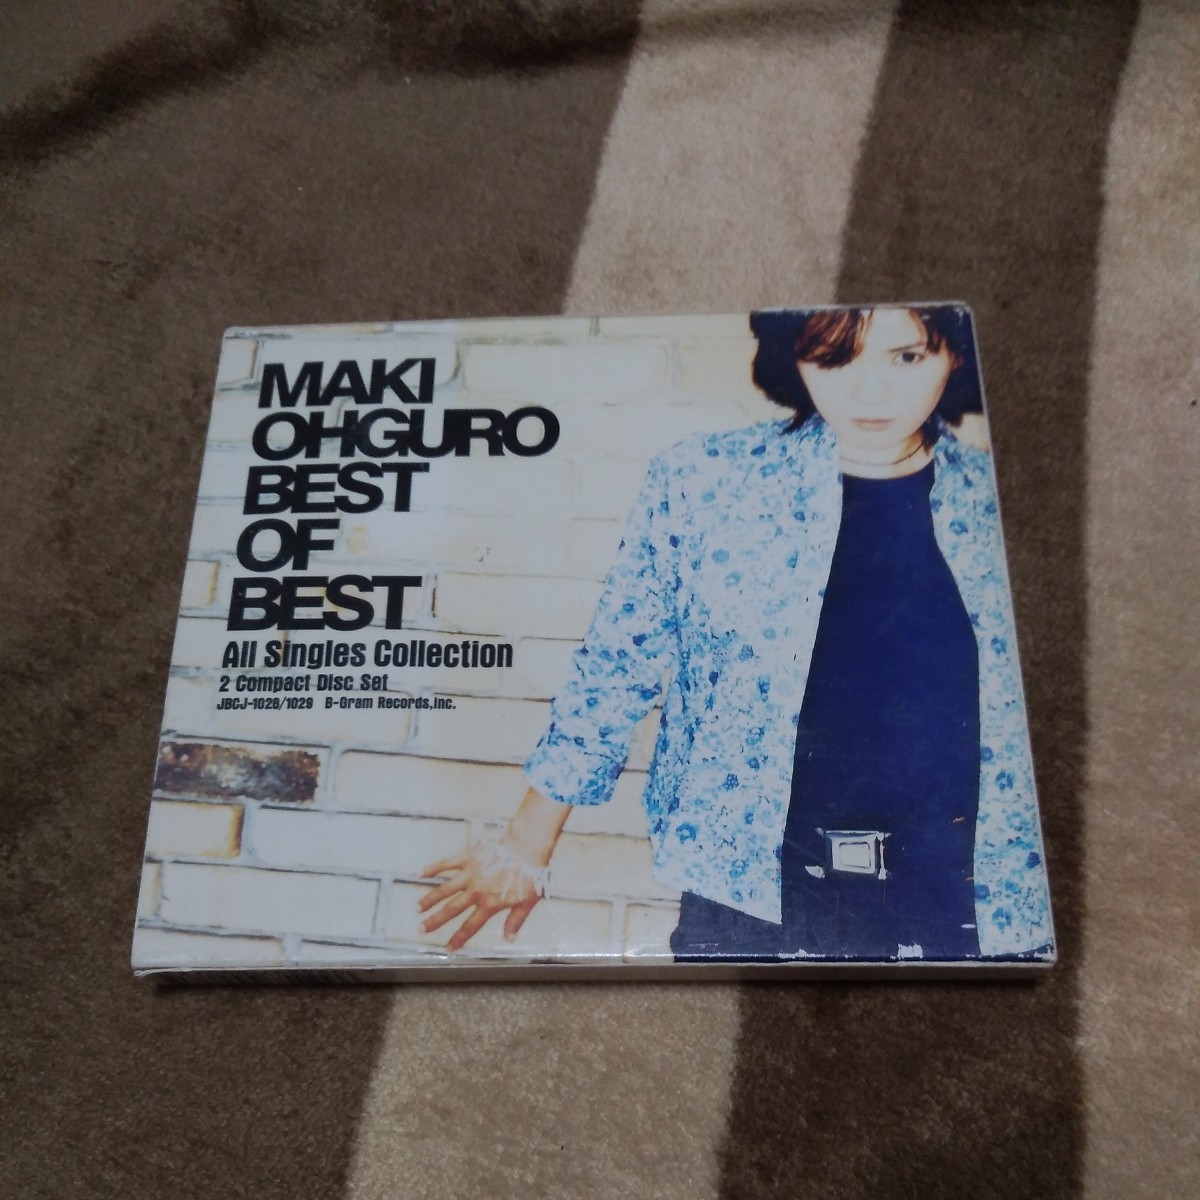 MAKI
OHGURO
BEST
OF
BEST
All Singles Collection
2 Compact Disc Set
JBCJ-1028/1029 B-Gram Records,inc.